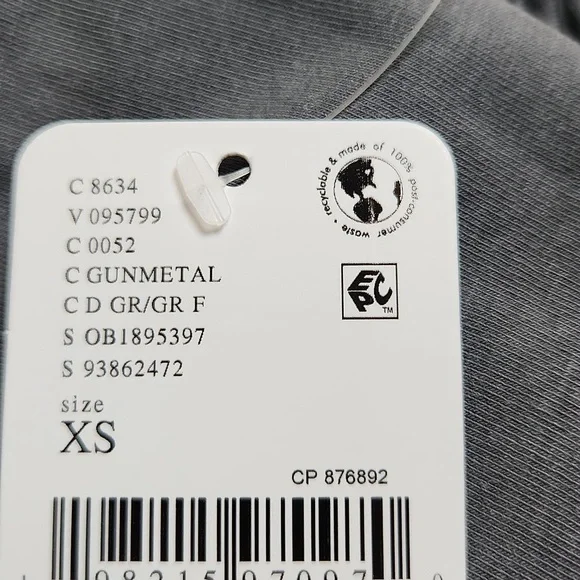 C 8634
V 095799
C 0052
C GUNMETAL
C D GR/GR F
S OB1895397
S 93862472
size
XS
recyclable & made of 100% post-consumer waste •
EPC
TM
CP 876892